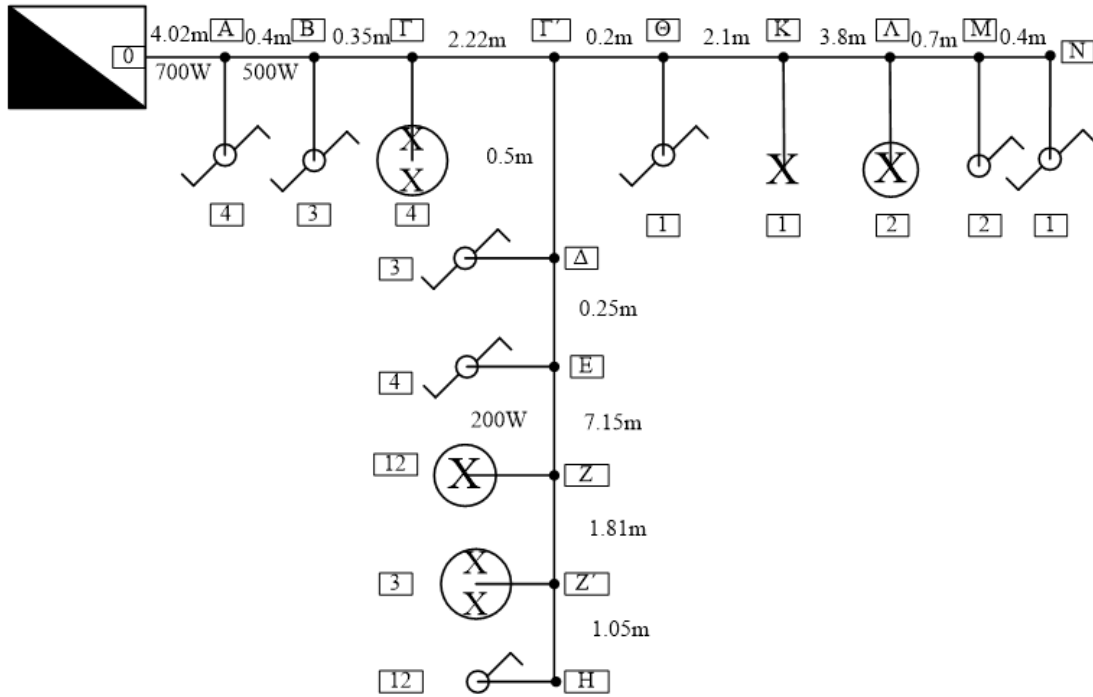 4.02m A 0.4m B 0.35m Γ 2.22m Γ´ 0.2m Θ 2.1m K 3.8m Λ 0.7m M 0.4m N
0
700W 500W
X
X
X
X
0.5m
4 3 4 1 1 2 2 1
3 Δ
0.25m
4 E
200W 7.15m
12 X Z
1.81m
3 X
X Z´
1.05m
12 H